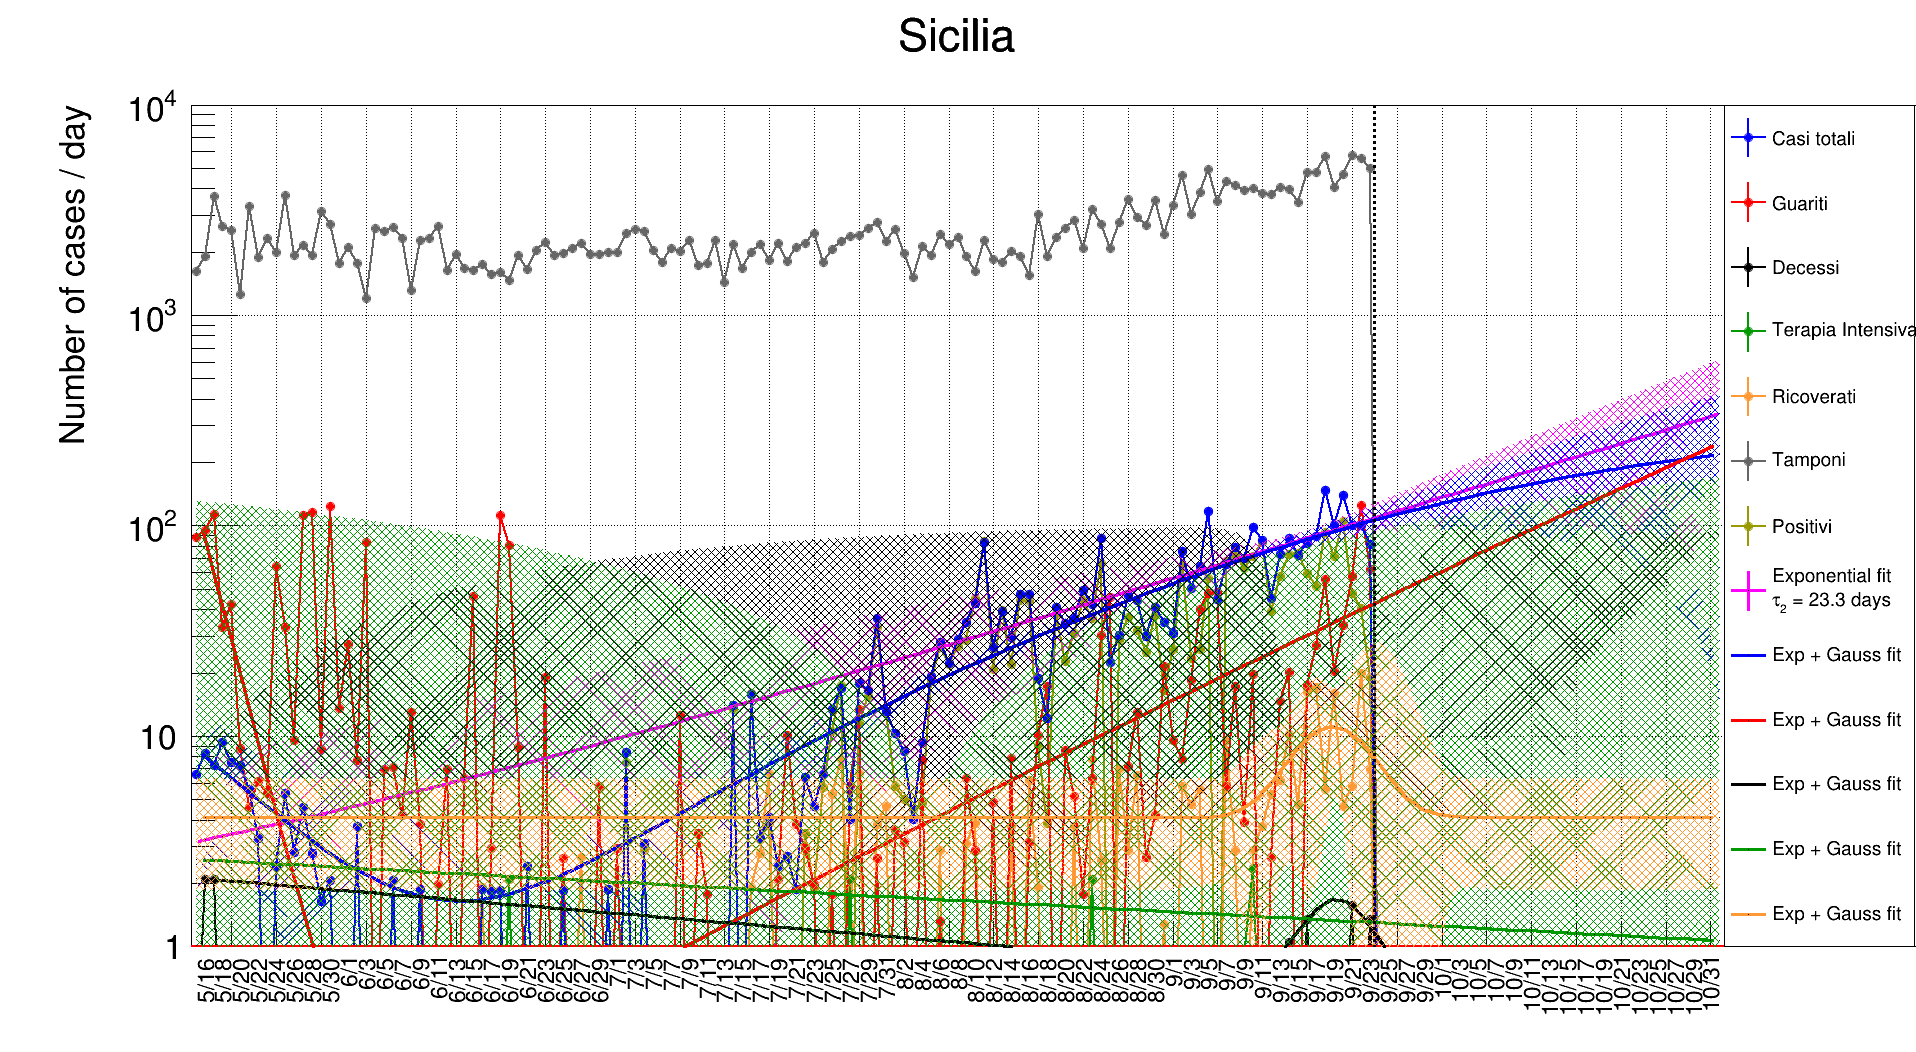 Sicilia
Number of cases / day
10^4
10^3
10^2
10
1
5/16 5/18 5/20 5/22 5/24 5/26 5/28 5/30 6/1 6/3 6/5 6/7 6/9 6/11 6/13 6/15 6/17 6/19 6/21 6/23 6/25 6/27 6/29 7/1 7/3 7/5 7/7 7/9 7/11 7/13 7/15 7/17 7/19 7/21 7/23 7/25 7/27 7/29 7/31 8/2 8/4 8/6 8/8 8/10 8/12 8/14 8/16 8/18 8/20 8/22 8/24 8/26 8/28 8/30 9/1 9/3 9/5 9/7 9/9 9/11 9/13 9/15 9/17 9/19 9/21 9/23 9/25 9/27 9/29 10/1 10/3 10/5 10/7 10/9 10/11 10/13 10/15 10/17 10/19 10/21 10/23 10/25 10/27 10/29 10/31
Casi totali
Guariti
Decessi
Terapia Intensiva
Ricoverati
Tamponi
Positivi
Exponential fit
τ2 = 23.3 days
Exp + Gauss fit
Exp + Gauss fit
Exp + Gauss fit
Exp + Gauss fit
Exp + Gauss fit